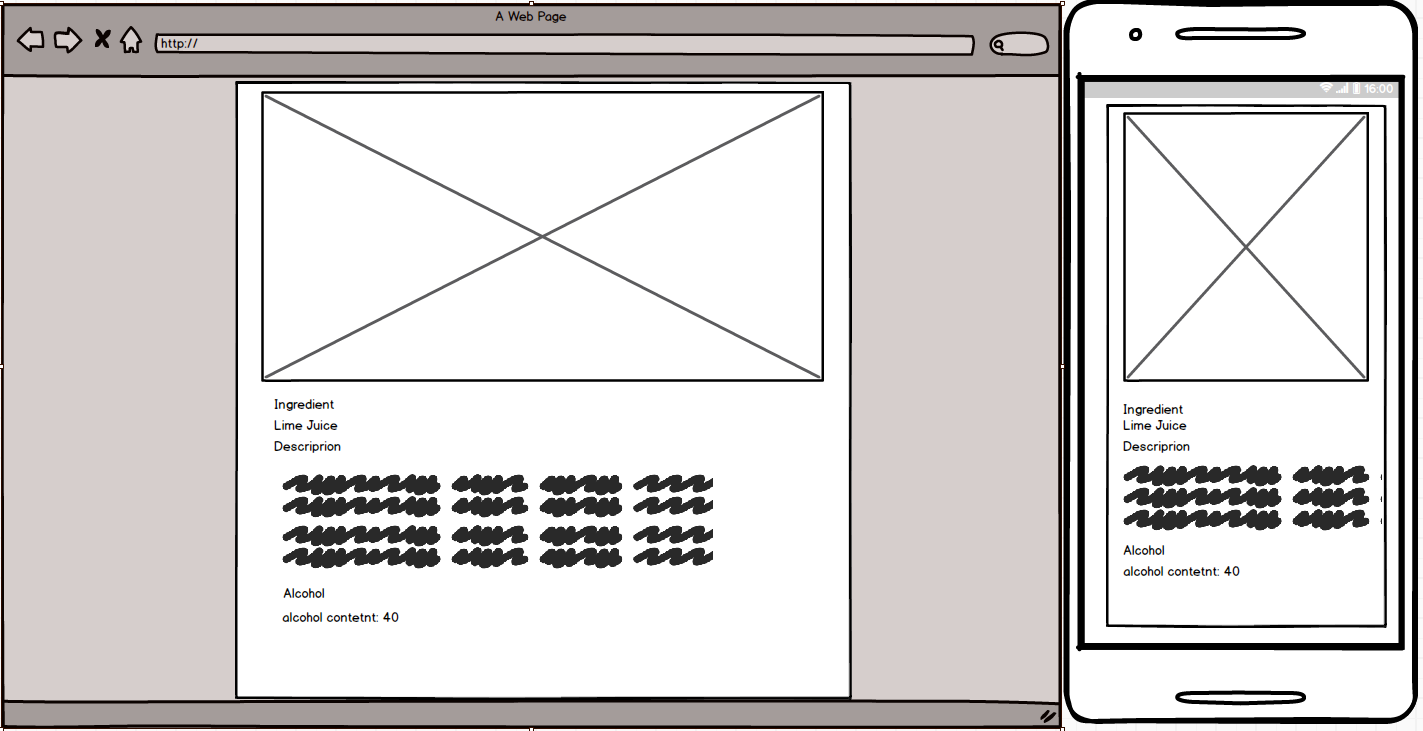 A Web Page
http://
Ingredient
Lime Juice
Descriprion
Alcohol
alcohol contetnt: 40
16:00
Ingredient
Lime Juice
Descriprion
Alcohol
alcohol contetnt: 40